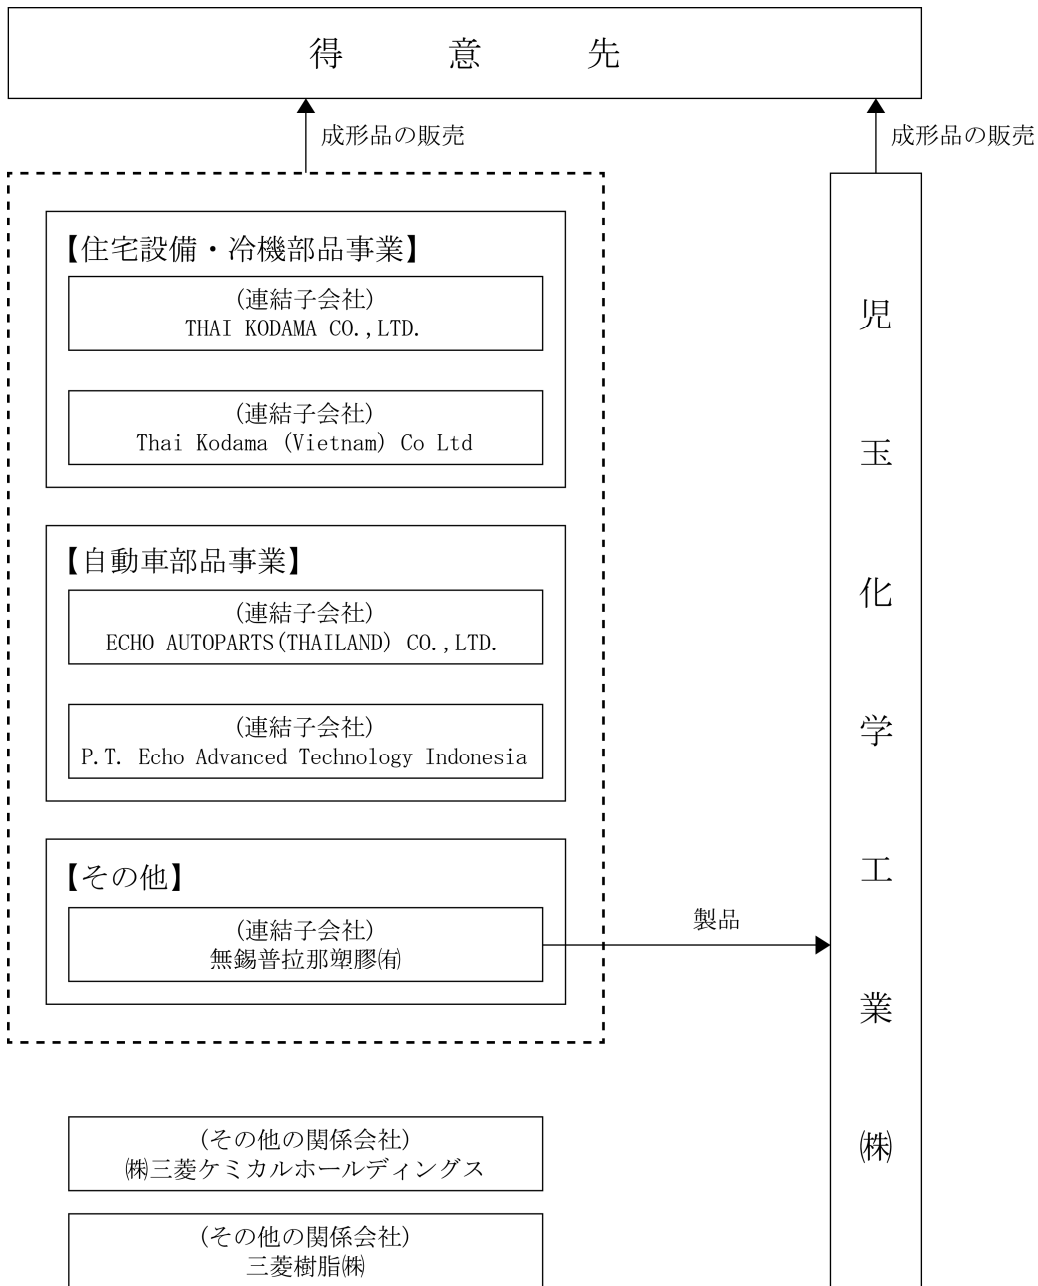 得意先
成形品の販売
成形品の販売
【住宅設備・冷機部品事業】
(連結子会社)
THAI KODAMA CO.,LTD.
(連結子会社)
Thai Kodama (Vietnam) Co Ltd
【自動車部品事業】
(連結子会社)
ECHO AUTOPARTS(THAILAND) CO.,LTD.
(連結子会社)
P.T. Echo Advanced Technology Indonesia
【その他】
(連結子会社)
無錫普拉那塑膠㈲
製品
児玉化学工業㈱
(その他の関係会社)
㈱三菱ケミカルホールディングス
(その他の関係会社)
三菱樹脂㈱